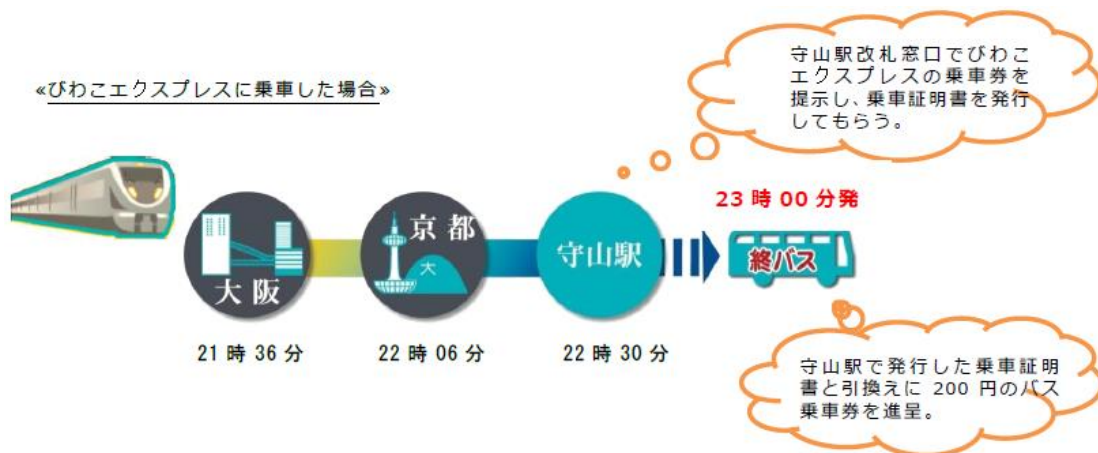 «びわこエクスプレスに乗車した場合»
守山駅改札窓口でびわこ
エクスプレスの乗車券を
提示し、乗車証明書を発行
してもらう。
大阪
京都
大
守山駅
23時00分発
終バス
21時36分
22時06分
22時30分
守山駅で発行した乗車証明
書と引換えに 200 円のバス
乗車券を進呈。